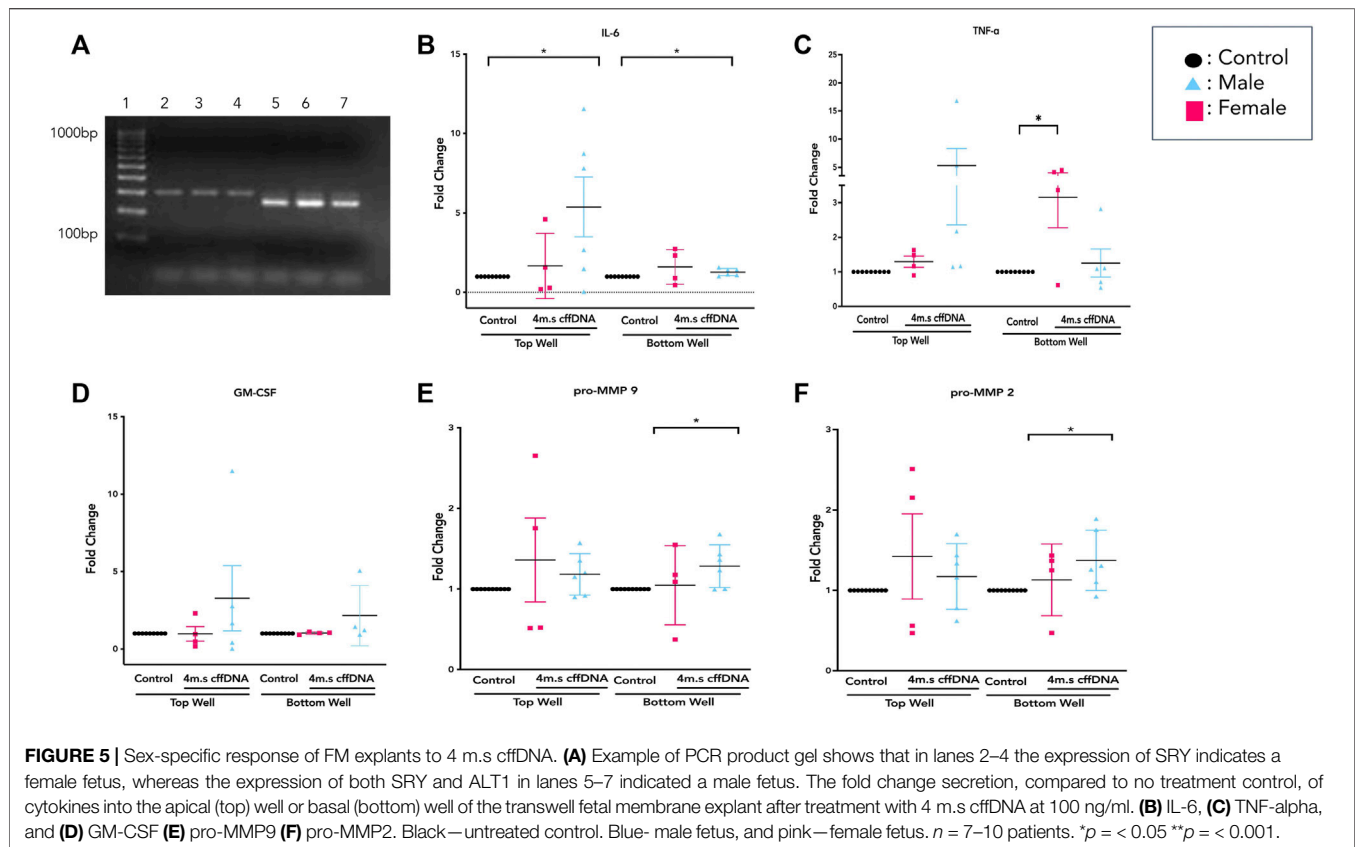 A
1 2 3 4 5 6 7
1000bp
100bp
B
IL-6
Fold Change
15
10
5
0
*
*
Control
4m.s cffDNA
Control
4m.s cffDNA
Top Well
Bottom Well
C
TNF-α
Fold Change
25
20
15
10
5
3
2
1
0
*
Control
4m.s cffDNA
Control
4m.s cffDNA
Top Well
Bottom Well
: Control
: Male
: Female
D
GM-CSF
Fold Change
15
10
5
0
Control
4m.s cffDNA
Control
4m.s cffDNA
Top Well
Bottom Well
E
pro-MMP 9
Fold Change
3
2
1
0
*
Control
4m.s cffDNA
Control
4m.s cffDNA
Top Well
Bottom Well
F
pro-MMP 2
Fold Change
3
2
1
0
*
Control
4m.s cffDNA
Control
4m.s cffDNA
Top Well
Bottom Well
FIGURE 5 | Sex-specific response of FM explants to 4 m.s cffDNA. (A) Example of PCR product gel shows that in lanes 2–4 the expression of SRY indicates a
female fetus, whereas the expression of both SRY and ALT1 in lanes 5–7 indicated a male fetus. The fold change secretion, compared to no treatment control, of
cytokines into the apical (top) well or basal (bottom) well of the transwell fetal membrane explant after treatment with 4 m.s cffDNA at 100 ng/ml. (B) IL-6, (C) TNF-alpha,
and (D) GM-CSF (E) pro-MMP9 (F) pro-MMP2. Black—untreated control. Blue- male fetus, and pink—female fetus. n = 7–10 patients. *p = < 0.05 **p = < 0.001.